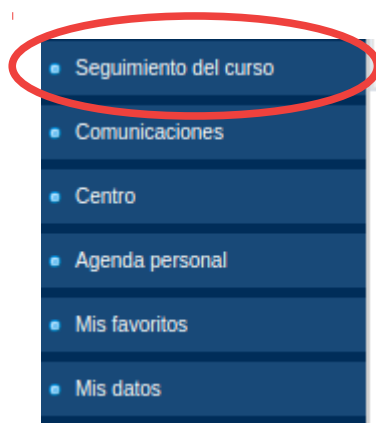 Seguimiento del curso
Comunicaciones
Centro
Agenda personal
Mis favoritos
Mis datos